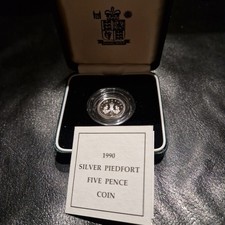 1990
SILVER PIEDFORT
FIVE PENCE
COIN